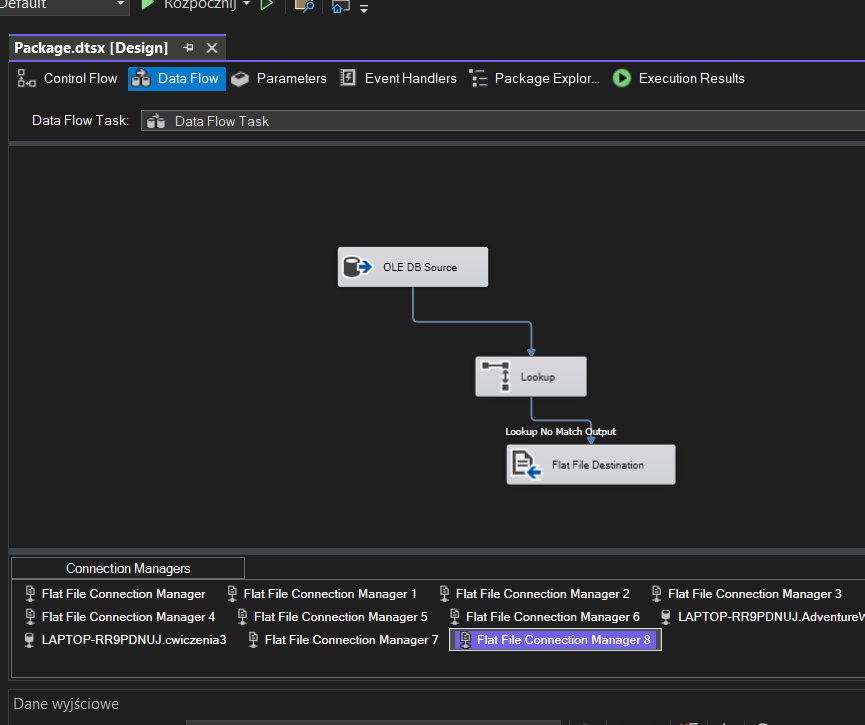 Default Rozpocznij
Package.dtsx [Design]
Control Flow Data Flow Parameters Event Handlers Package Explor... Execution Results
Data Flow Task: Data Flow Task
OLE DB Source
Lookup
Lookup No Match Output
Flat File Destination
Connection Managers
Flat File Connection Manager Flat File Connection Manager 1 Flat File Connection Manager 2 Flat File Connection Manager 3
Flat File Connection Manager 4 Flat File Connection Manager 5 Flat File Connection Manager 6 LAPTOP-RR9PDNUJ.AdventureW
LAPTOP-RR9PDNUJ.cwiczenia3 Flat File Connection Manager 7 Flat File Connection Manager 8
Dane wyjściowe